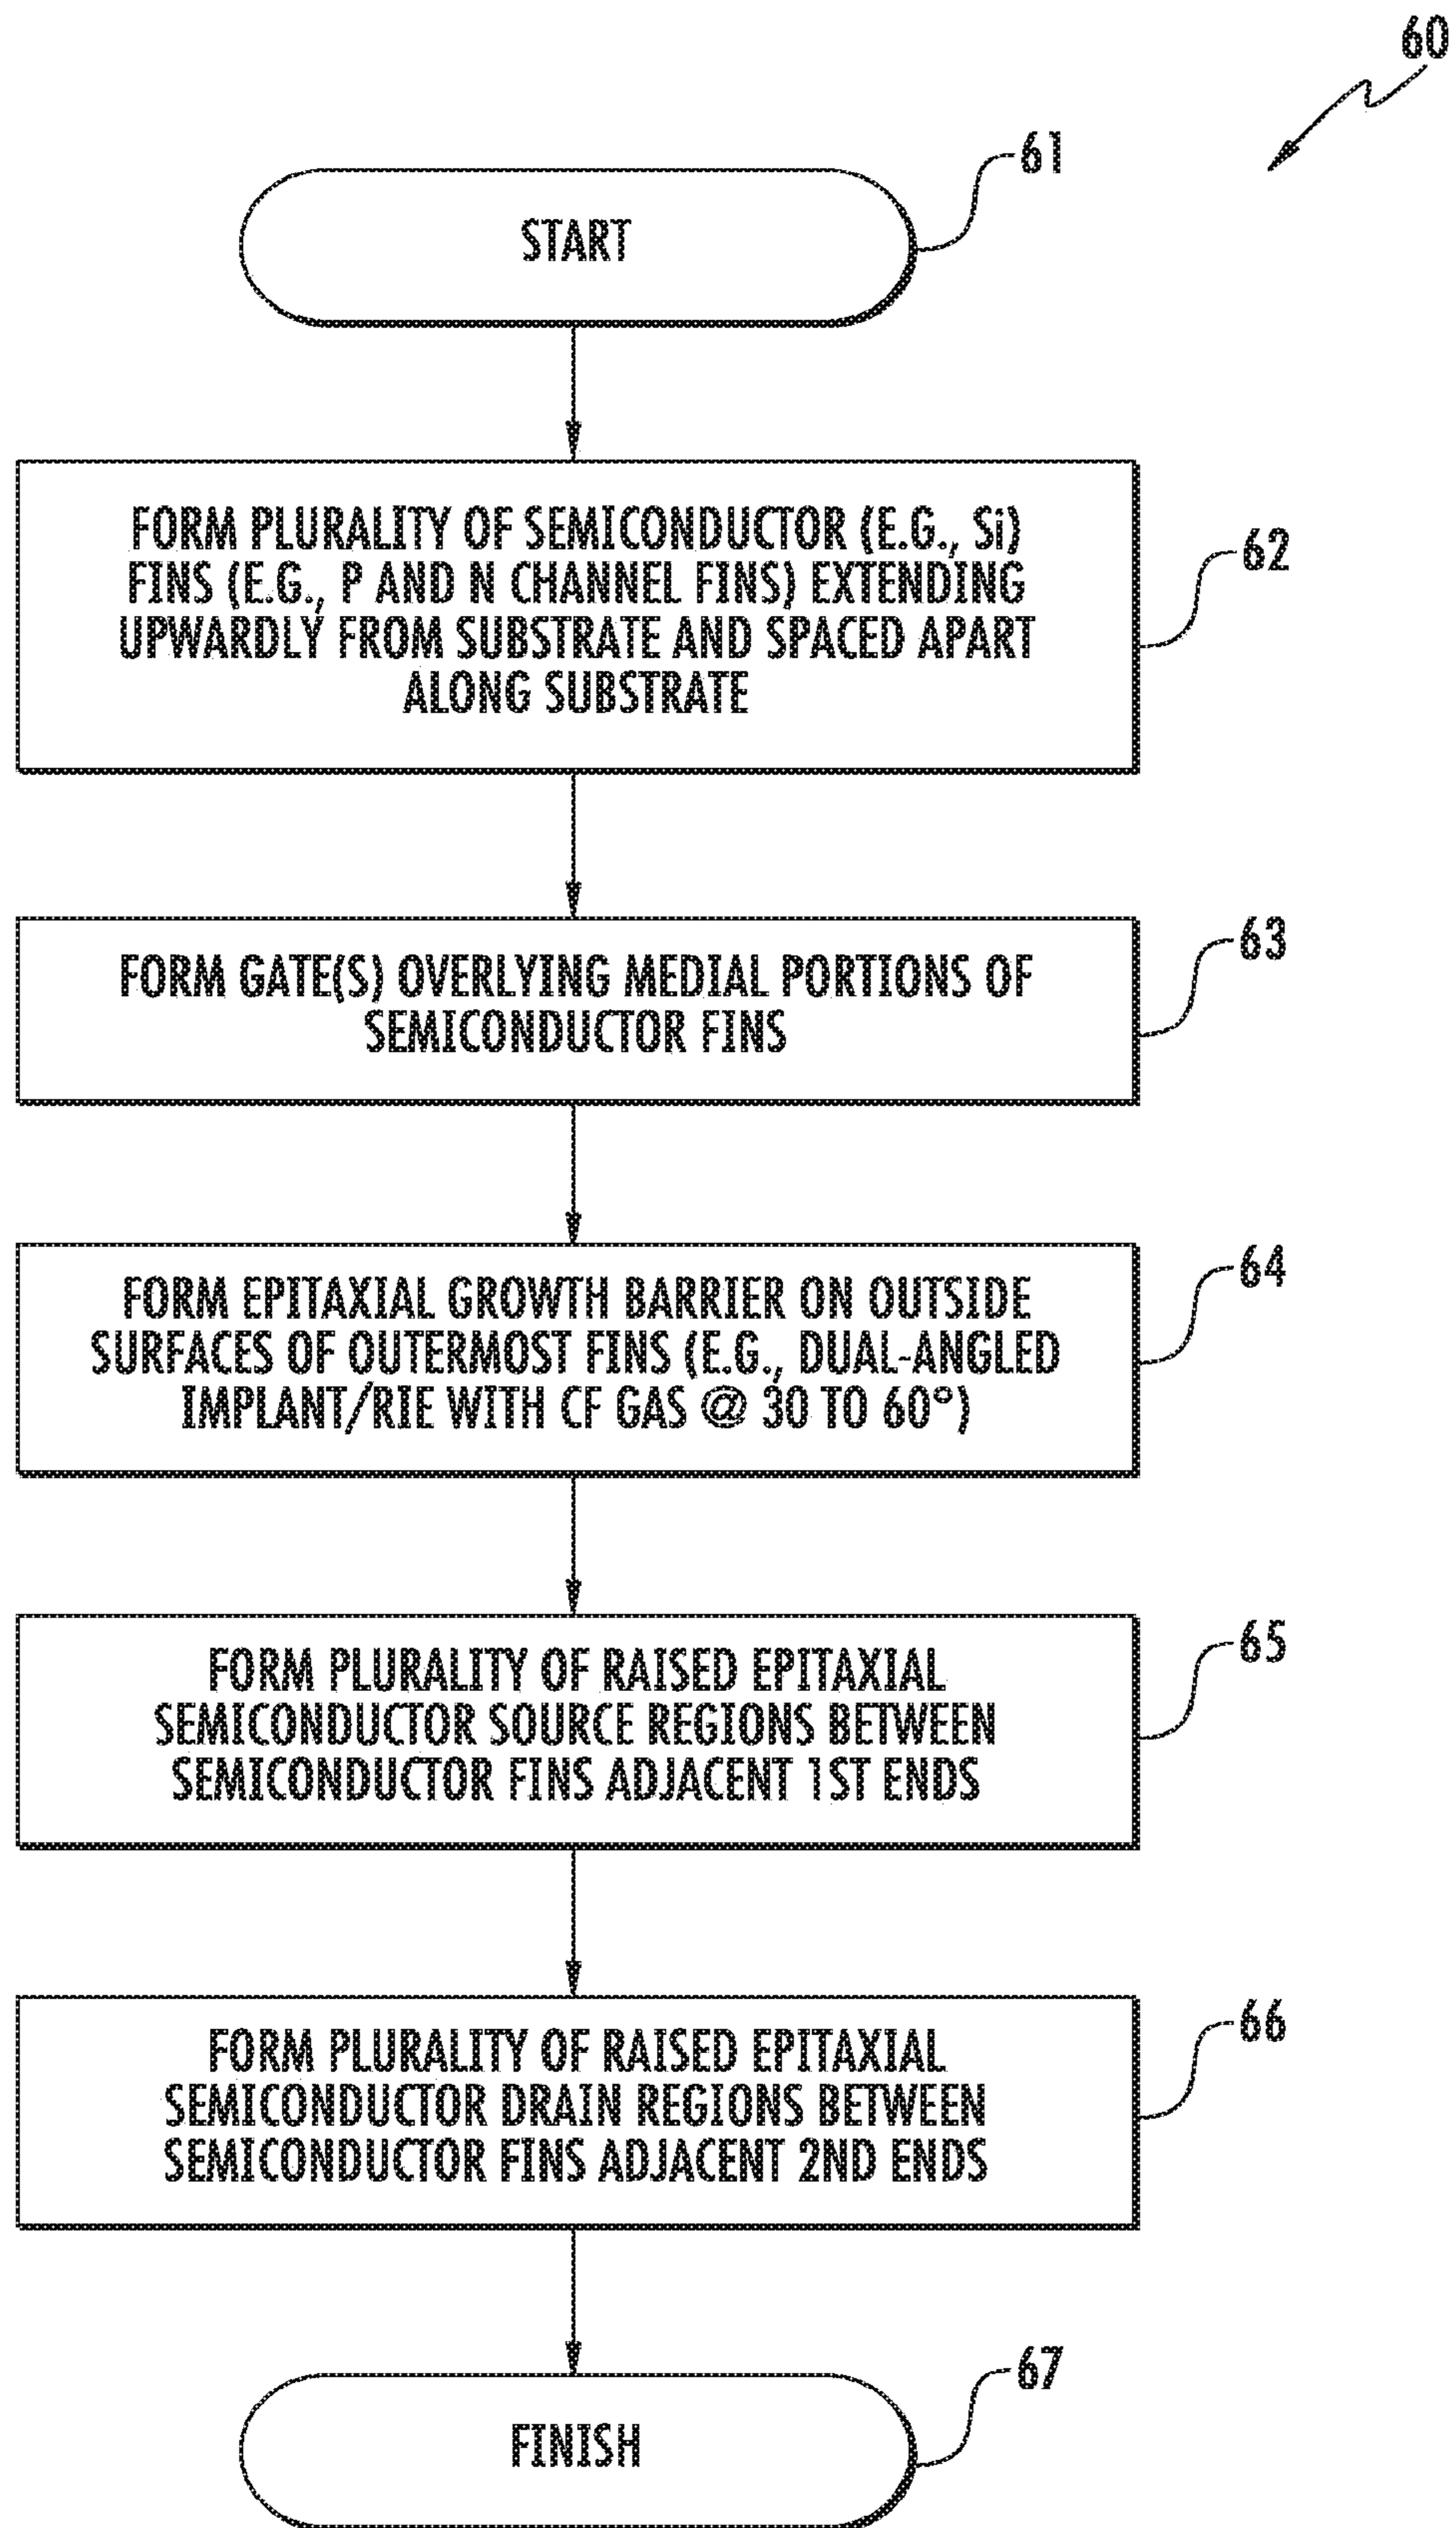 60
61
START
FORM PLURALITY OF SEMICONDUCTOR (E.G., Si)
FINS (E.G., P AND N CHANNEL FINS) EXTENDING
UPWARDLY FROM SUBSTRATE AND SPACED APART
ALONG SUBSTRATE
62
FORM GATE(S) OVERLYING MEDIAL PORTIONS OF
SEMICONDUCTOR FINS
63
FORM EPITAXIAL GROWTH BARRIER ON OUTSIDE
SURFACES OF OUTERMOST FINS (E.G., DUAL-ANGLED
IMPLANT/RIE WITH CF GAS @ 30 TO 60°)
64
FORM PLURALITY OF RAISED EPITAXIAL
SEMICONDUCTOR SOURCE REGIONS BETWEEN
SEMICONDUCTOR FINS ADJACENT 1ST ENDS
65
FORM PLURALITY OF RAISED EPITAXIAL
SEMICONDUCTOR DRAIN REGIONS BETWEEN
SEMICONDUCTOR FINS ADJACENT 2ND ENDS
66
67
FINISH